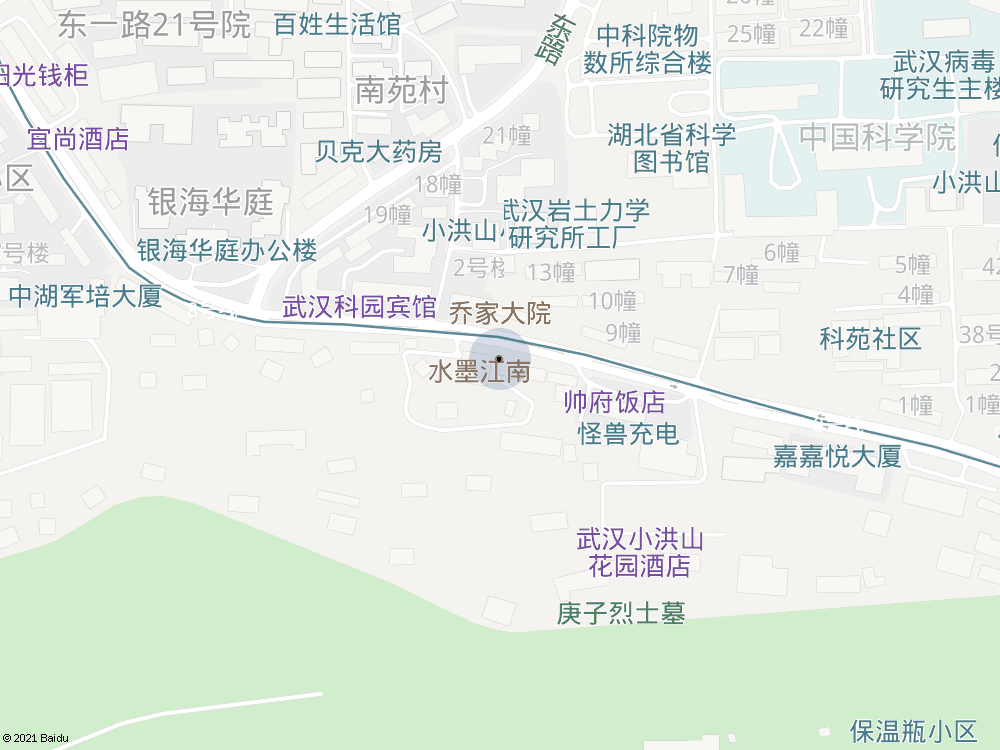 东一路21号院
百姓生活馆
东路
中科院物
数所综合楼
25幢
22幢
武汉病毒
研究生主楼
阳光钱柜
南苑村
宜尚酒店
21幢
湖北省科学
图书馆
中国科学院
贝克大药房
18幢
小洪山
银海华庭
19幢
武汉岩土力学
研究所工厂
小洪山
银海华庭办公楼
号楼
2号楼
13幢
6幢
7幢
5幢
4幢
中湖军培大厦
武汉科园宾馆
乔家大院
10幢
9幢
科苑社区
38号
水墨江南
帅府饭店
1幢
1幢
怪兽充电
嘉嘉悦大厦
武汉小洪山
花园酒店
庚子烈士墓
保温瓶小区
© 2021 Baidu